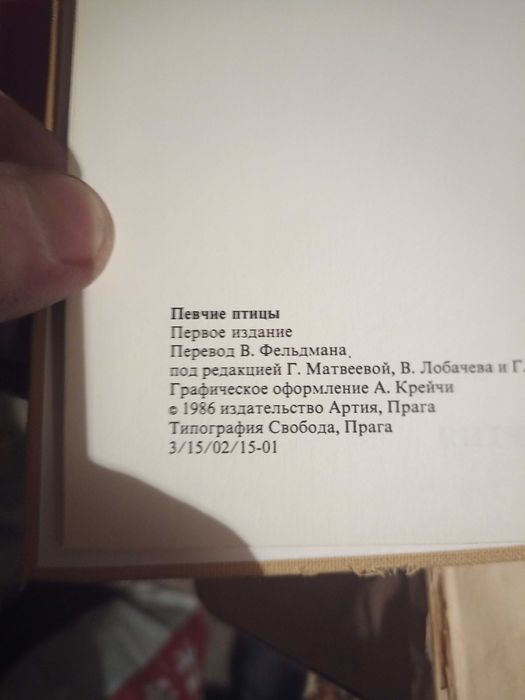 Певчие птицы
Первое издание
Перевод В. Фельдмана,
под редакцией Г. Матвеевой, В. Лобачева и Г.
Графическое оформление А. Крейчи
© 1986 издательство Артия, Прага
Типография Свобода, Прага
3/15/02/15-01